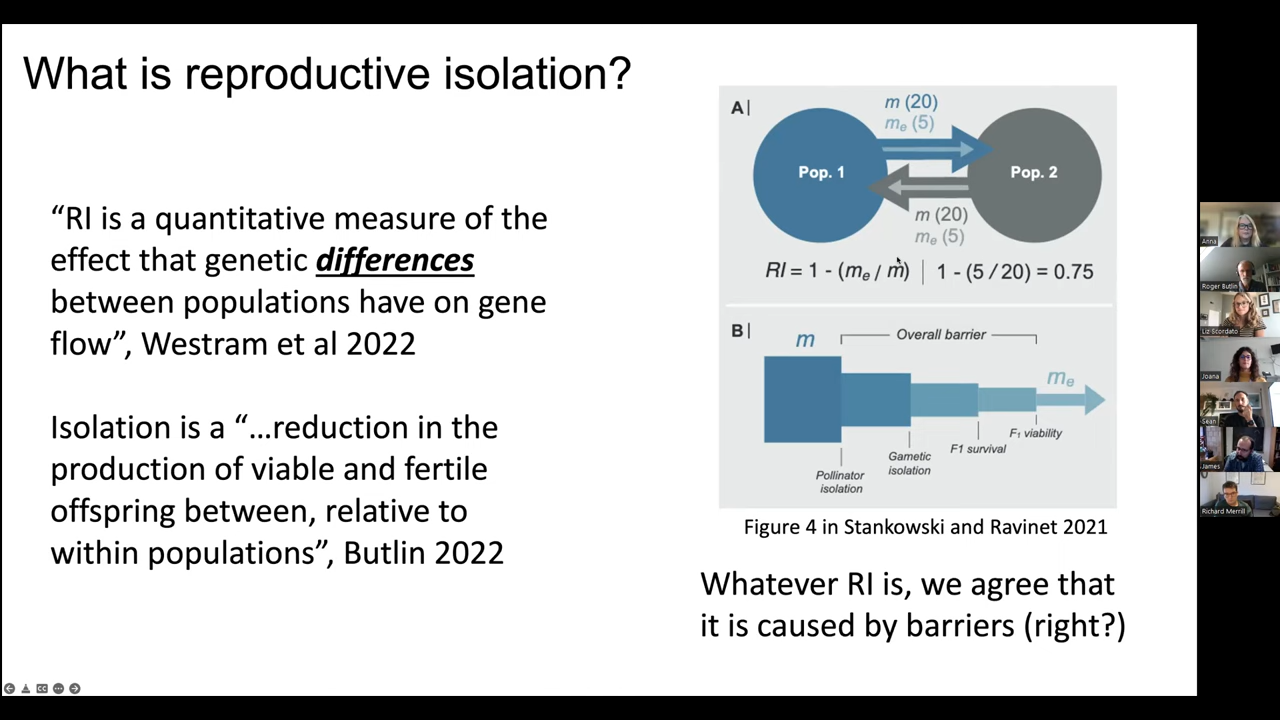 What is reproductive isolation?
“RI is a quantitative measure of the
effect that genetic differences
between populations have on gene
flow”, Westram et al 2022
Isolation is a “…reduction in the
production of viable and fertile
offspring between, relative to
within populations”, Butlin 2022
A|
m (20)
me (5)
Pop. 1
Pop. 2
m (20)
me (5)
RI = 1 - (me / m) | 1 - (5 / 20) = 0.75
B|
m
Overall barrier
me
Pollinator
isolation
Gametic
isolation
F1 survival
F1 viability
Figure 4 in Stankowski and Ravinet 2021
Whatever RI is, we agree that
it is caused by barriers (right?)
Anna
Roger Butlin
Liz Scordato
Joana
Sean
James
Richard Merrill